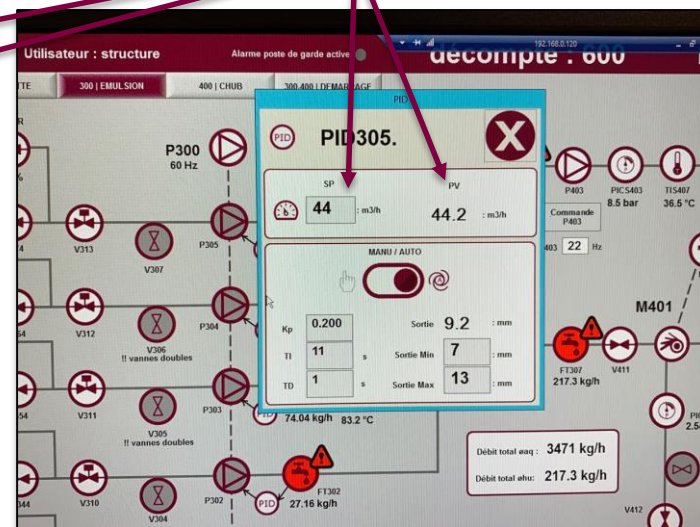 192.168.0.120
Utilisateur : structure
Alarme poste de garde active
décompte : 600
TTE
300 | EMULSION
400 | CHUB
300.400 | DEMARRAGE
PID
PID
PID305.
X
P300
60 Hz
SP
PV
44
: m3/h
44.2
: m3/h
P403
PICS403
8.5 bar
TIS407
36.5 °C
Commande
P403
403
22
Hz
V313
V307
P305
MANU / AUTO
M401
V312
V306
!! vannes doubles
P304
Kp
0.200
Sortie
9.2
: mm
TI
11
s
Sortie Min
7
: mm
TD
1
s
Sortie Max
13
: mm
FT307
217.3 kg/h
V411
V311
V305
!! vannes doubles
P303
PID
74.04 kg/h
83.2 °C
Débit total øaq :
3471 kg/h
Débit total øhu:
217.3 kg/h
V310
V304
P302
PID
FT302
27.16 kg/h
V412